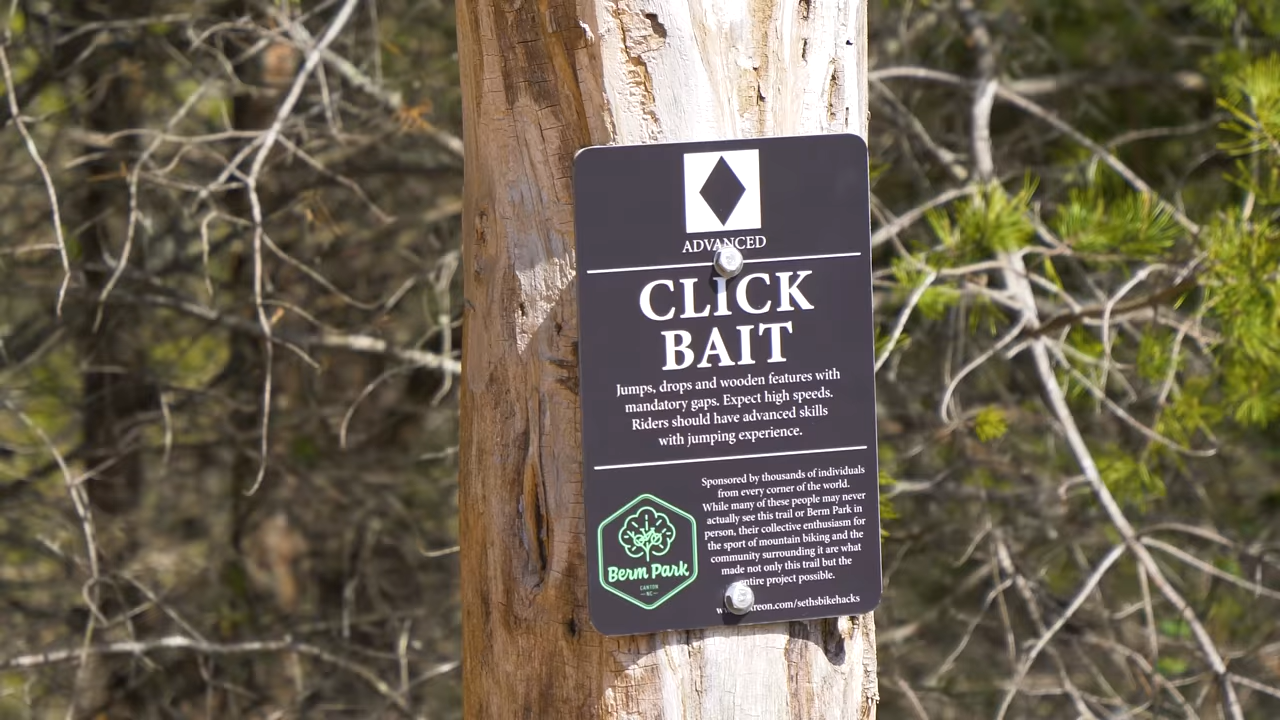 ADVANCED
CLICK
BAIT
Jumps, drops and wooden features with
mandatory gaps. Expect high speeds.
Riders should have advanced skills
with jumping experience.
Sponsored by thousands of individuals
from every corner of the world.
While many of these people may never
actually see this trail or Berm Park in
person, their collective enthusiasm for
the sport of mountain biking and the
community surrounding it are what
made not only this trail but the
entire project possible.
Berm Park
CANTON
NC
reon.com/sethsbikehacks